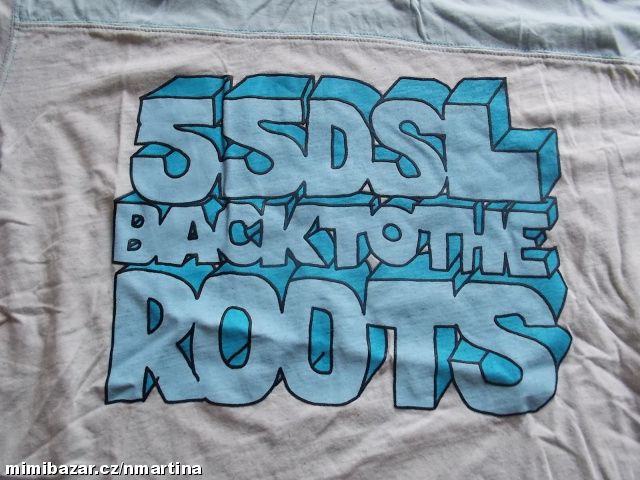 55DSL
BACK TO THE
ROOTS
mimibazar.cz/nmartina